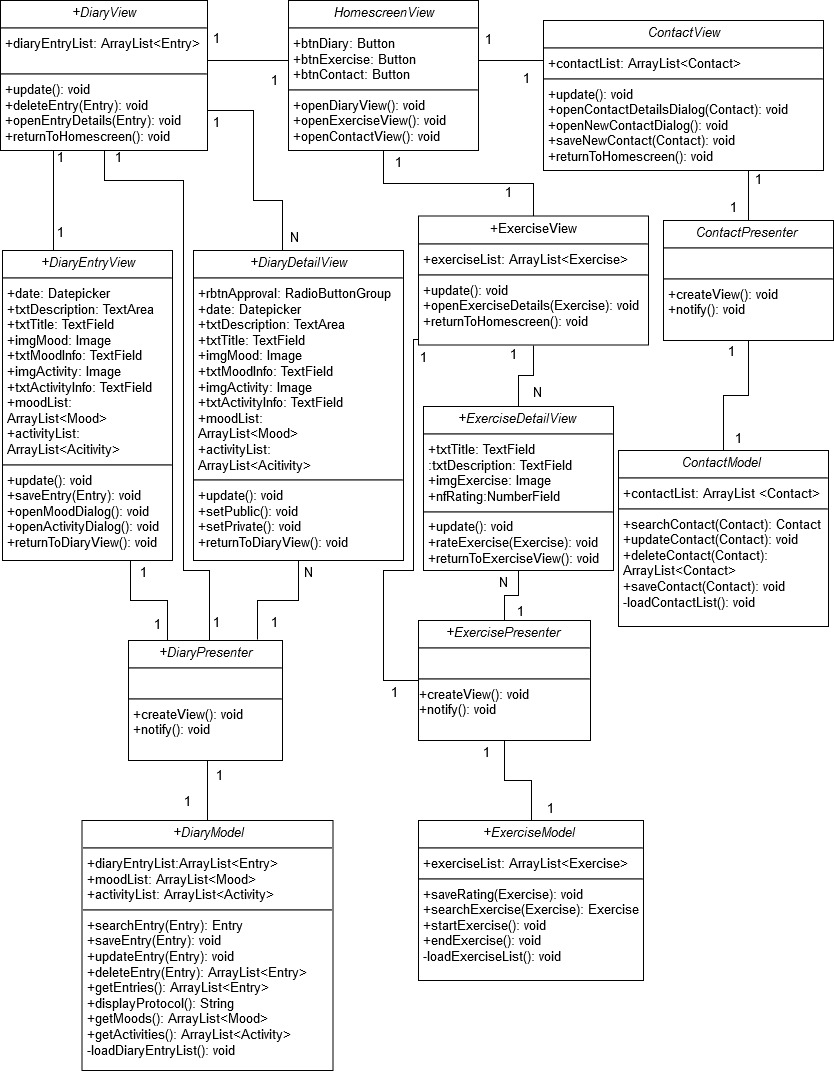 +DiaryView
+diaryEntryList: ArrayList<Entry>
+update(): void
+deleteEntry(Entry): void
+openEntryDetails(Entry): void
+returnToHomescreen(): void
HomescreenView
+btnDiary: Button
+btnExercise: Button
+btnContact: Button
+openDiaryView(): void
+openExerciseView(): void
+openContactView(): void
ContactView
+contactList: ArrayList<Contact>
+update(): void
+openContactDetailsDialog(Contact): void
+openNewContactDialog(): void
+saveNewContact(Contact): void
+returnToHomescreen(): void
1
1
1
1
1
1
1
1
1
1
1
N
1
1
+DiaryEntryView
+date: Datepicker
+txtDescription: TextArea
+txtTitle: TextField
+imgMood: Image
+txtMoodInfo: TextField
+imgActivity: Image
+txtActivityInfo: TextField
+moodList:
ArrayList<Mood>
+activityList:
ArrayList<Acitivity>
+update(): void
+saveEntry(Entry): void
+openMoodDialog(): void
+openActivityDialog(): void
+returnToDiaryView(): void
+DiaryDetailView
+rbtnApproval: RadioButtonGroup
+date: Datepicker
+txtDescription: TextArea
+txtTitle: TextField
+imgMood: Image
+txtMoodInfo: TextField
+imgActivity: Image
+txtActivityInfo: TextField
+moodList:
ArrayList<Mood>
+activityList:
ArrayList<Acitivity>
+update(): void
+setPublic(): void
+setPrivate(): void
+returnToDiaryView(): void
+ExerciseView
+exerciseList: ArrayList<Exercise>
+update(): void
+openExerciseDetails(Exercise): void
+returnToHomescreen(): void
ContactPresenter
+createView(): void
+notify(): void
1
1
N
1
1
+ExerciseDetailView
+txtTitle: TextField
:txtDescription: TextField
+imgExercise: Image
+nfRating:NumberField
+update(): void
+rateExercise(Exercise): void
+returnToExerciseView(): void
ContactModel
+contactList: ArrayList <Contact>
+searchContact(Contact): Contact
+updateContact(Contact): void
+deleteContact(Contact):
ArrayList<Contact>
+saveContact(Contact): void
-loadContactList(): void
1
N
N
1
1
1
1
1
+DiaryPresenter
+createView(): void
+notify(): void
+ExercisePresenter
+createView(): void
+notify(): void
1
1
1
1
1
+DiaryModel
+diaryEntryList:ArrayList<Entry>
+moodList: ArrayList<Mood>
+activityList: ArrayList<Activity>
+searchEntry(Entry): Entry
+saveEntry(Entry): void
+updateEntry(Entry): void
+deleteEntry(Entry): ArrayList<Entry>
+getEntries(): ArrayList<Entry>
+displayProtocol(): String
+getMoods(): ArrayList<Mood>
+getActivities(): ArrayList<Activity>
-loadDiaryEntryList(): void
+ExerciseModel
+exerciseList: ArrayList<Exercise>
+saveRating(Exercise): void
+searchExercise(Exercise): Exercise
+startExercise(): void
+endExercise(): void
-loadExerciseList(): void